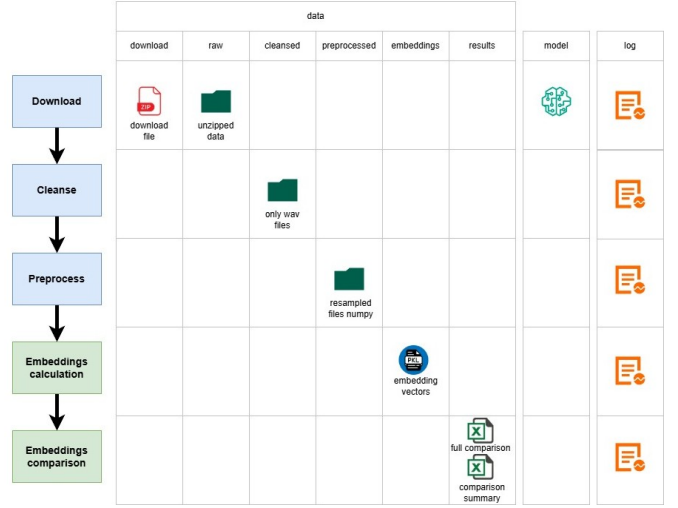 data
download raw cleansed preprocessed embeddings results model log
Download
ZIP
download
file
unzipped
data
Cleanse
only wav
files
Preprocess
resampled
files numpy
Embeddings
calculation
PKL
embedding
vectors
Embeddings
comparison
X
full comparison
X
comparison
summary